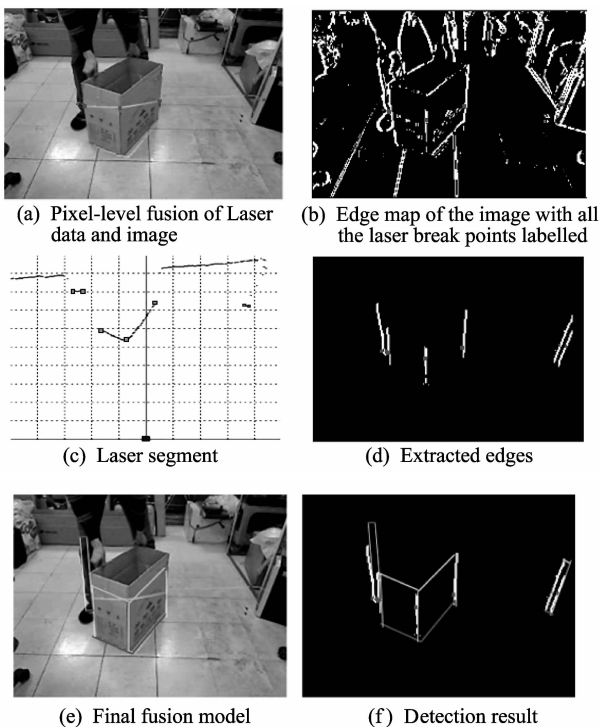 (a) Pixel-level fusion of Laser
data and image
(b) Edge map of the image with all
the laser break points labelled
(c) Laser segment
(d) Extracted edges
(e) Final fusion model
(f) Detection result